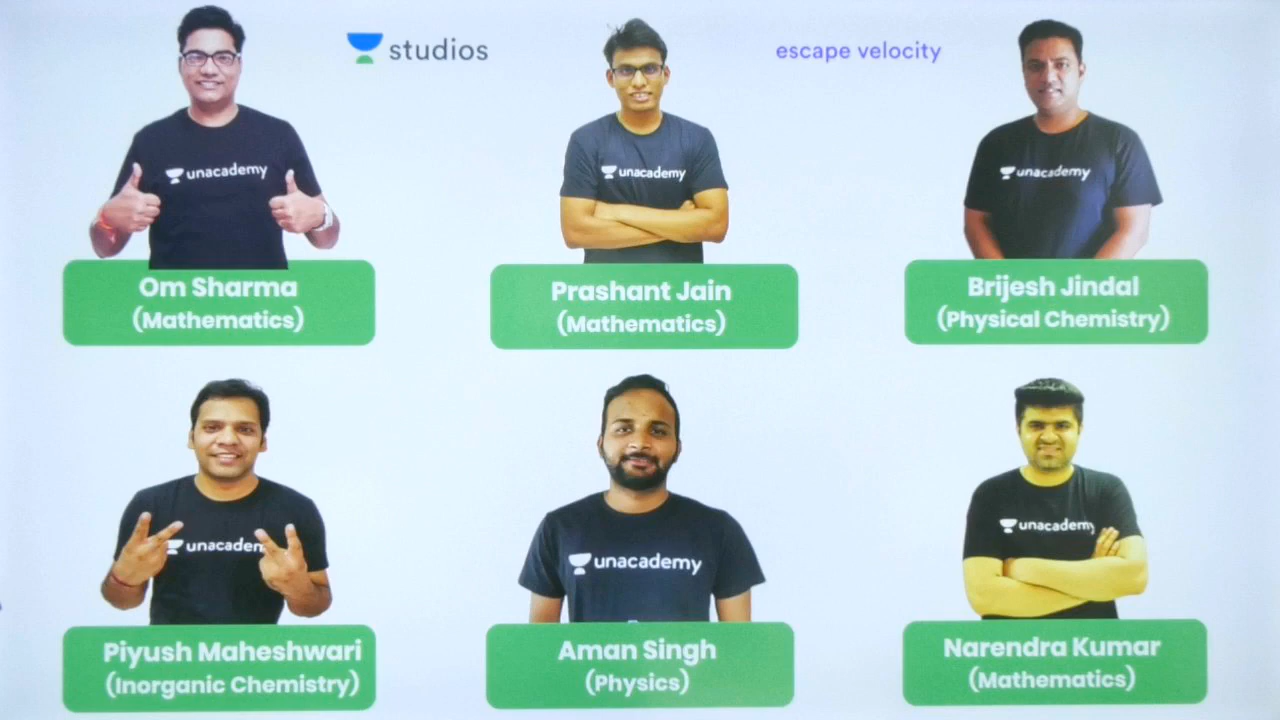 studios
escape velocity
unacademy
unacademy
unacademy
Om Sharma
(Mathematics)
Prashant Jain
(Mathematics)
Brijesh Jindal
(Physical Chemistry)
unacadem
unacademy
unacademy
Piyush Maheshwari
(Inorganic Chemistry)
Aman Singh
(Physics)
Narendra Kumar
(Mathematics)